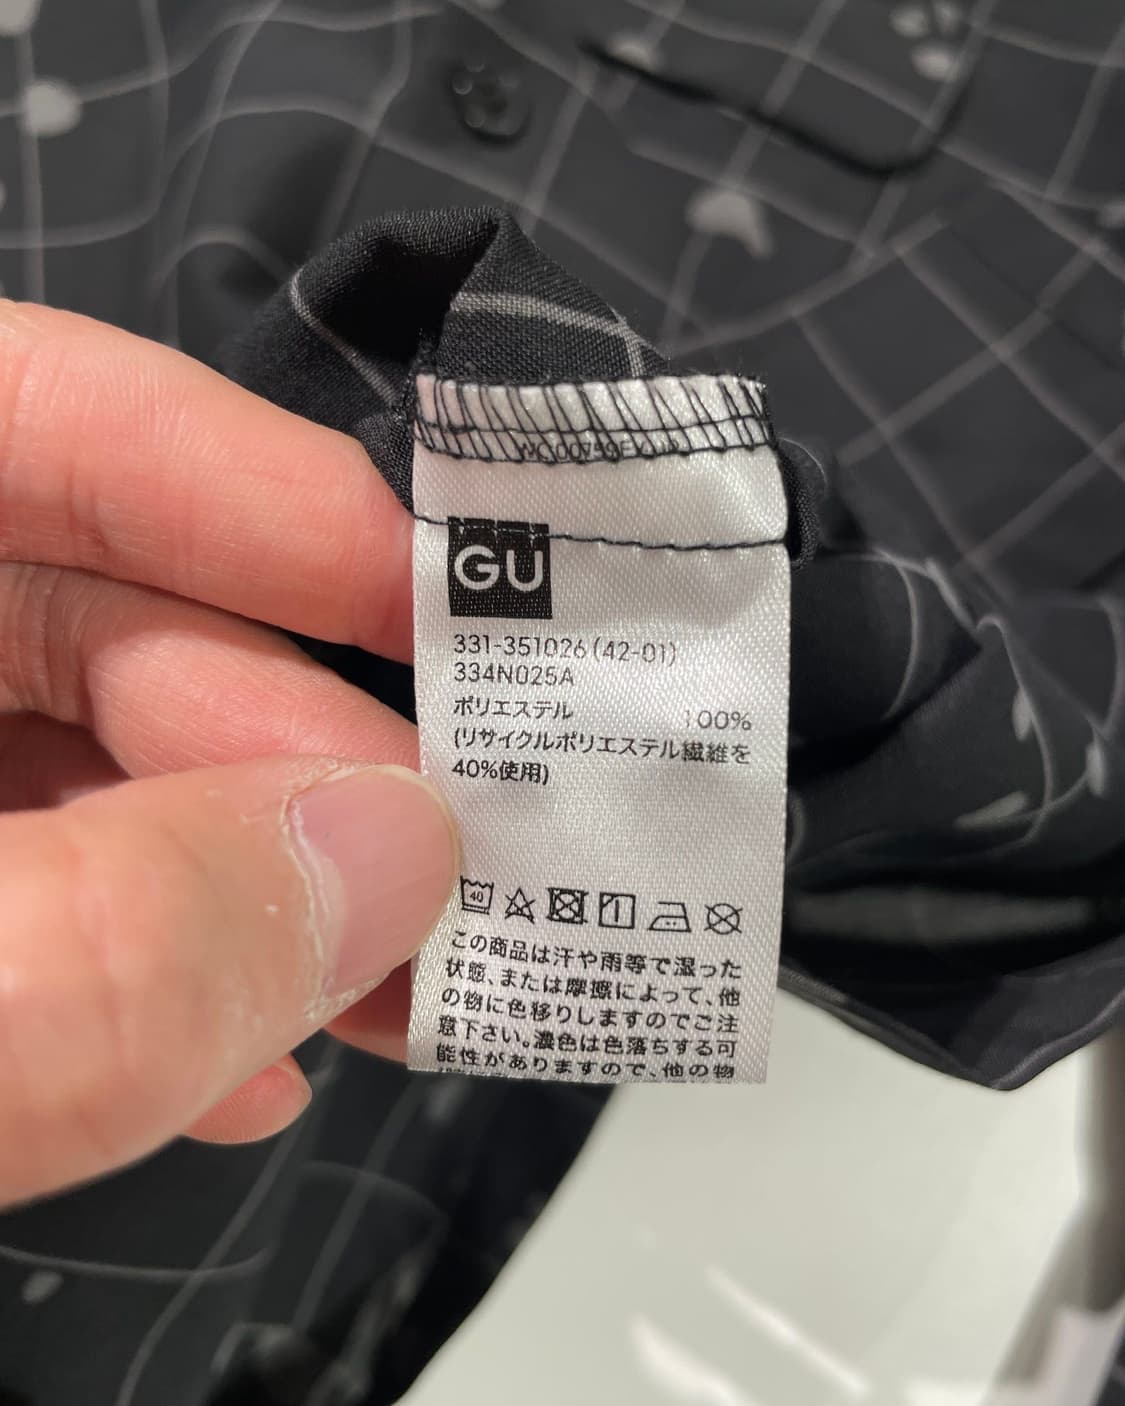 GU
331-351026(42-01)
334N025A
ポリエステル 100%
(リサイクルポリエステル繊維を
40%使用)
40
この商品は汗や雨等で湿った
状態、または摩擦によって、他
の物に色移りしますのでご注
意下さい。濃色は色落ちする可
能性がありますので、他の物